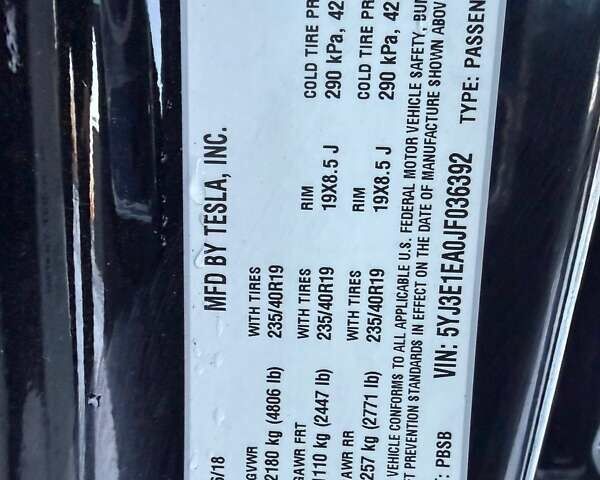 6/18 MFD BY TESLA, INC.
GVWR WITH TIRES
2180 kg (4806 lb) 235/40R19
GAWR FRT WITH TIRES RIM COLD TIRE PR
1110 kg (2447 lb) 235/40R19 19X8.5 J 290 kPa, 42
AWR RR WITH TIRES RIM COLD TIRE PR
257 kg (2771 lb) 235/40R19 19X8.5 J 290 kPa, 42
VEHICLE CONFORMS TO ALL APPLICABLE U.S. FEDERAL MOTOR VEHICLE SAFETY, BU
T PREVENTION STANDARDS IN EFFECT ON THE DATE OF MANUFACTURE SHOWN ABOV
: PBSB VIN: 5YJ3E1EA0JF036392 TYPE: PASSEN